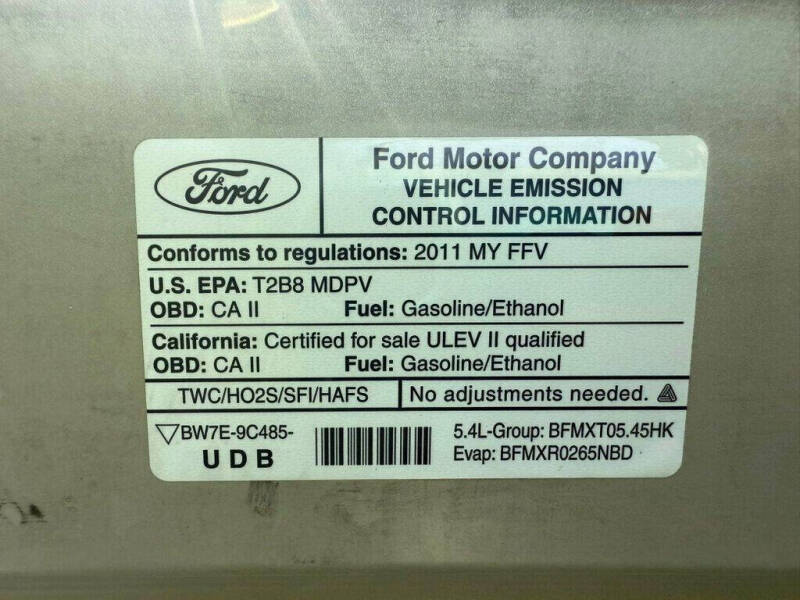 Ford
Ford Motor Company
VEHICLE EMISSION
CONTROL INFORMATION
Conforms to regulations: 2011 MY FFV
U.S. EPA: T2B8 MDPV
OBD: CA II Fuel: Gasoline/Ethanol
California: Certified for sale ULEV II qualified
OBD: CA II Fuel: Gasoline/Ethanol
TWC/HO2S/SFI/HAFS No adjustments needed.
BW7E-9C485- 5.4L-Group: BFMXT05.45HK
U D B Evap: BFMXR0265NBD